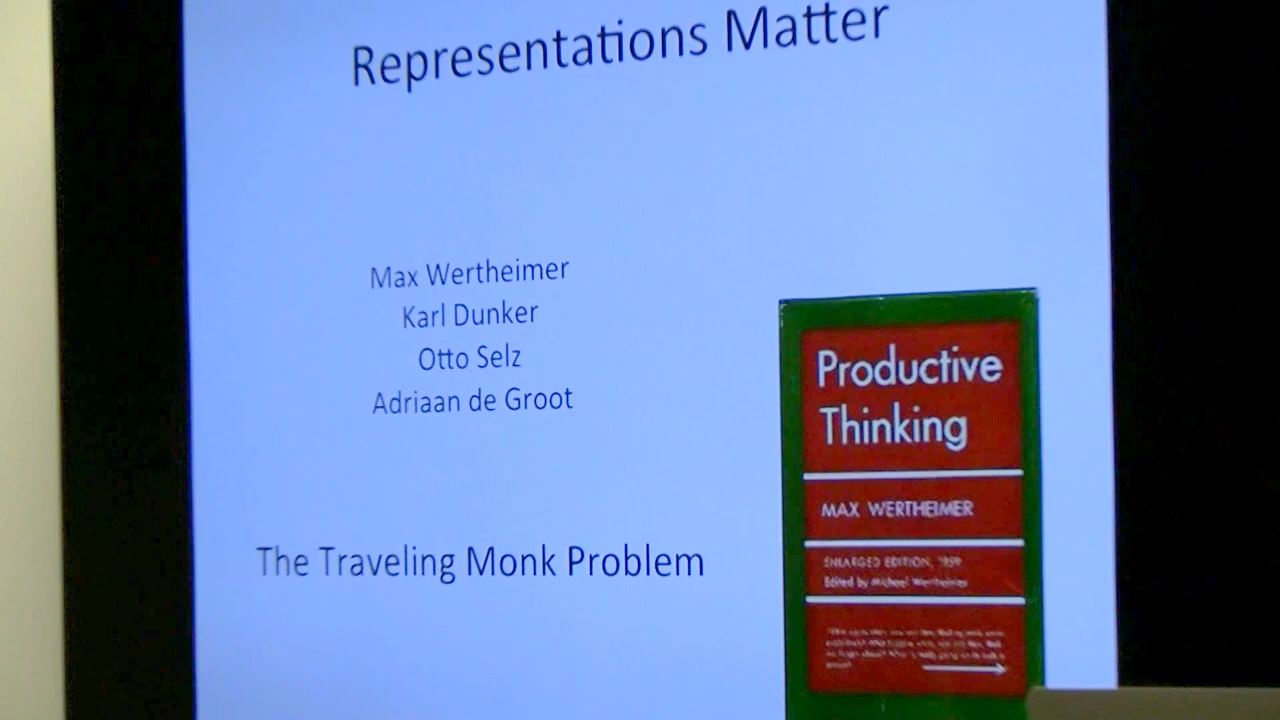 Representations Matter
Max Wertheimer
Karl Dunker
Otto Selz
Adriaan de Groot
The Traveling Monk Problem
Productive
Thinking
MAX WERTHEIMER
ENLARGED EDITION, 1959
Edited by Michael Wertheimer